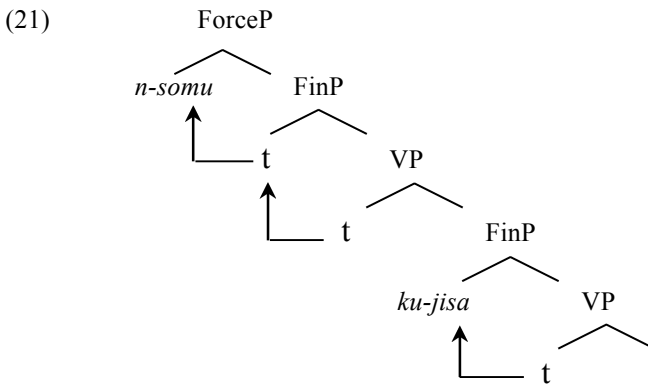 (21) ForceP
n-somu FinP
t VP
t FinP
ku-jisa VP
t